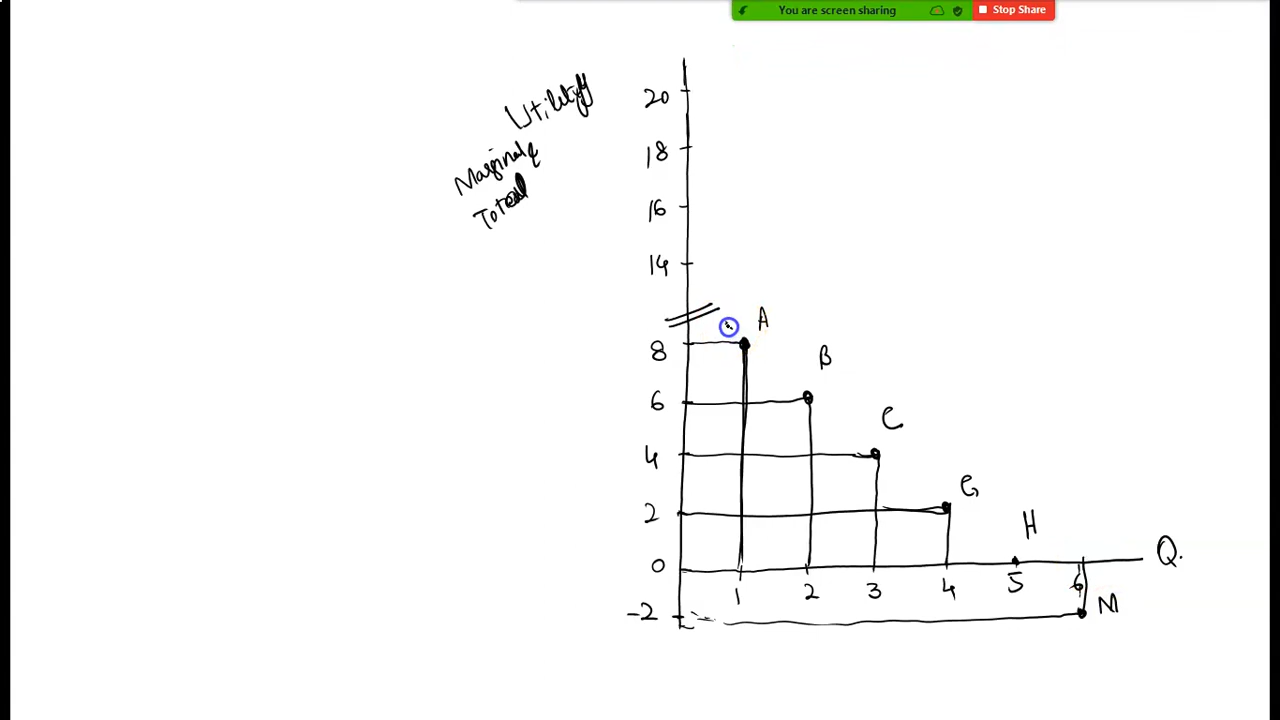 You are screen sharing
Stop Share
Utility
Marginal &
Total
20
18
16
14
8
6
4
2
0
-2
A
B
C
G
H
M
1
2
3
4
5
6
Q.